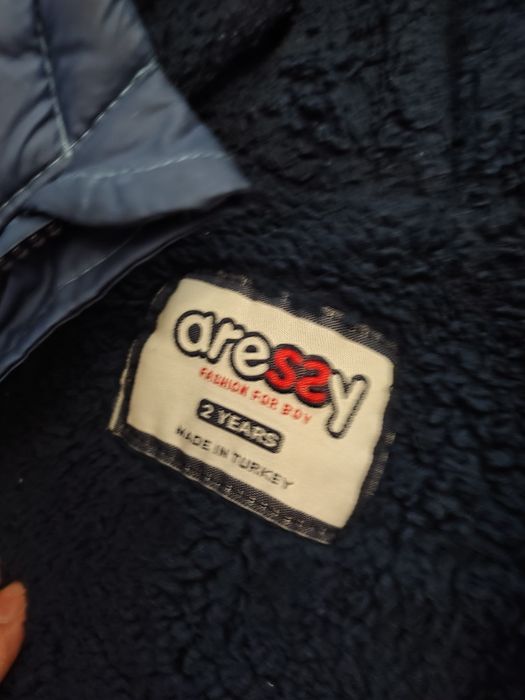 aressy
FASHION FOR BOY
2 YEARS
MADE IN TURKEY